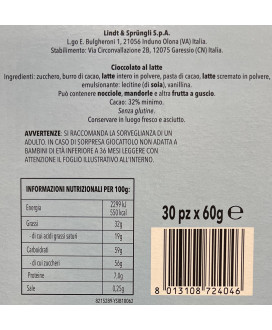 Lindt & Sprüngli S.p.A.
L.go E. Bulgheroni 1, 21056 Induno Olona (VA) Italia.
Stabilimento: Via Circonvallazione 2B, 12075 Garessio (CN) Italia.
Cioccolato al latte
Ingredienti: zucchero, burro di cacao, latte intero in polvere, pasta di cacao, latte scremato in polvere,
emulsionante: lecitine (di soia), vanillina.
Può contenere nocciole, mandorle e altra frutta a guscio.
Cacao: 32% minimo.
Senza glutine.
Conservare in luogo fresco e asciutto.
AVVERTENZE: SI RACCOMANDA LA SORVEGLIANZA DI UN
ADULTO. IN CASO DI SORPRESA GIOCATTOLO NON ADATTA A
BAMBINI DI ETÀ INFERIORE A 36 MESI LEGGERE CON
ATTENZIONE IL FOGLIO ILLUSTRATIVO ALL'INTERNO.
INFORMAZIONI NUTRIZIONALI PER 100g:
Energia 2299 kJ
550 kcal
Grassi 32g
- di cui acidi grassi saturi 19g
Carboidrati 59g
- di cui zuccheri 56g
Proteine 7,0g
Sale 0,25g
30 pz x 60g e
8 013108 724046